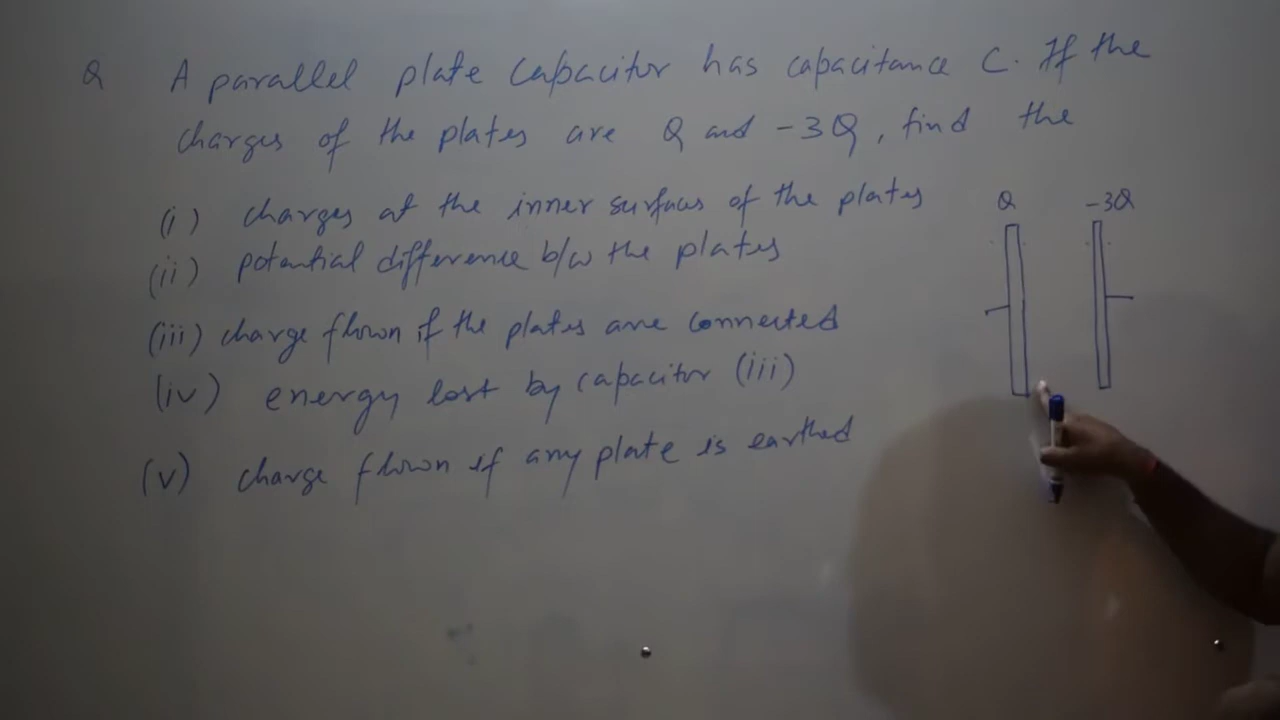 Q A parallel plate capacitor has capacitance C. If the
charges of the plates are Q and -3Q, find the
(i) charges at the inner surfaces of the plates
(ii) potential difference b/w the plates
(iii) charge flown if the plates are connected
(iv) energy lost by capacitor (iii)
(v) charge flown if any plate is earthed
Q -3Q